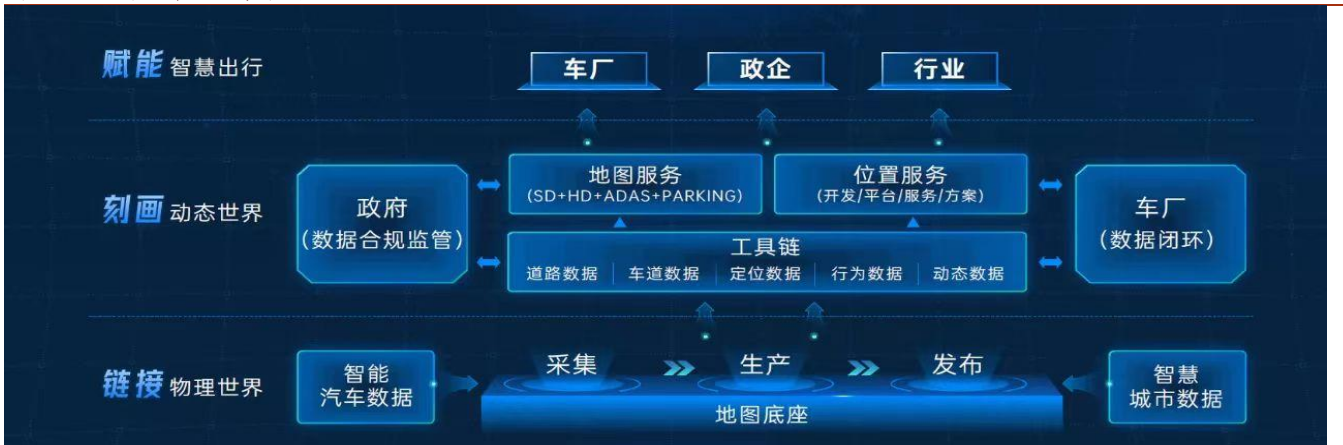 赋能 智慧出行
车厂
政企
行业
刻画 动态世界
政府
(数据合规监管)
地图服务
(SD+HD+ADAS+PARKING)
位置服务
(开发/平台/服务/方案)
工具链
道路数据
车道数据
定位数据
行为数据
动态数据
车厂
(数据闭环)
链接 物理世界
智能
汽车数据
采集
生产
发布
地图底座
智慧
城市数据